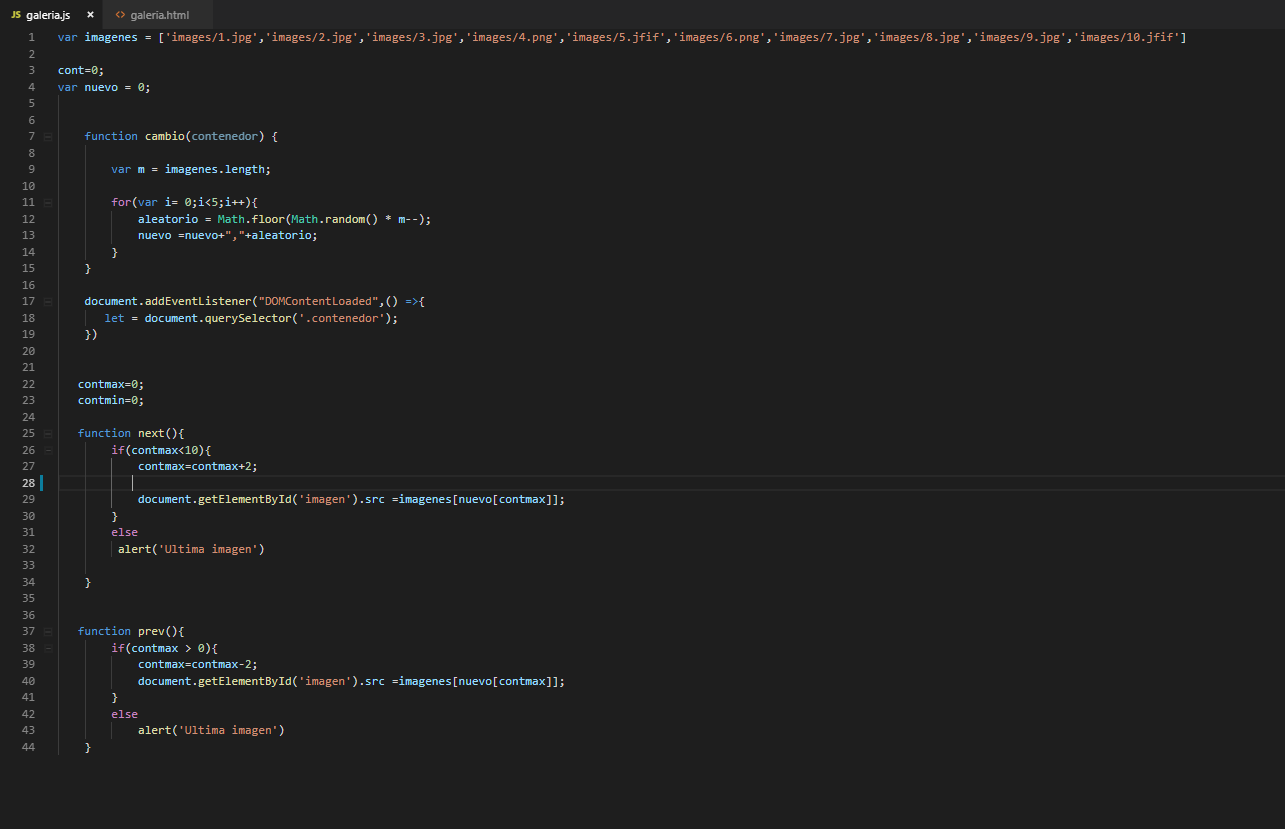 JS galeria.js × <> galeria.html
1 var imagenes = ['images/1.jpg','images/2.jpg','images/3.jpg','images/4.png','images/5.jfif','images/6.png','images/7.jpg','images/8.jpg','images/9.jpg','images/10.jfif']
2
3 cont=0;
4 var nuevo = 0;
5
6
7 function cambio(contenedor) {
8
9 var m = imagenes.length;
10
11 for(var i= 0;i<5;i++){
12 aleatorio = Math.floor(Math.random() * m--);
13 nuevo =nuevo+","+aleatorio;
14 }
15 }
16
17 document.addEventListener("DOMContentLoaded",() =>{
18 let = document.querySelector('.contenedor');
19 })
20
21
22 contmax=0;
23 contmin=0;
24
25 function next(){
26 if(contmax<10){
27 contmax=contmax+2;
28
29 document.getElementById('imagen').src =imagenes[nuevo[contmax]];
30 }
31 else
32 alert('Ultima imagen')
33
34 }
35
36
37 function prev(){
38 if(contmax > 0){
39 contmax=contmax-2;
40 document.getElementById('imagen').src =imagenes[nuevo[contmax]];
41 }
42 else
43 alert('Ultima imagen')
44 }